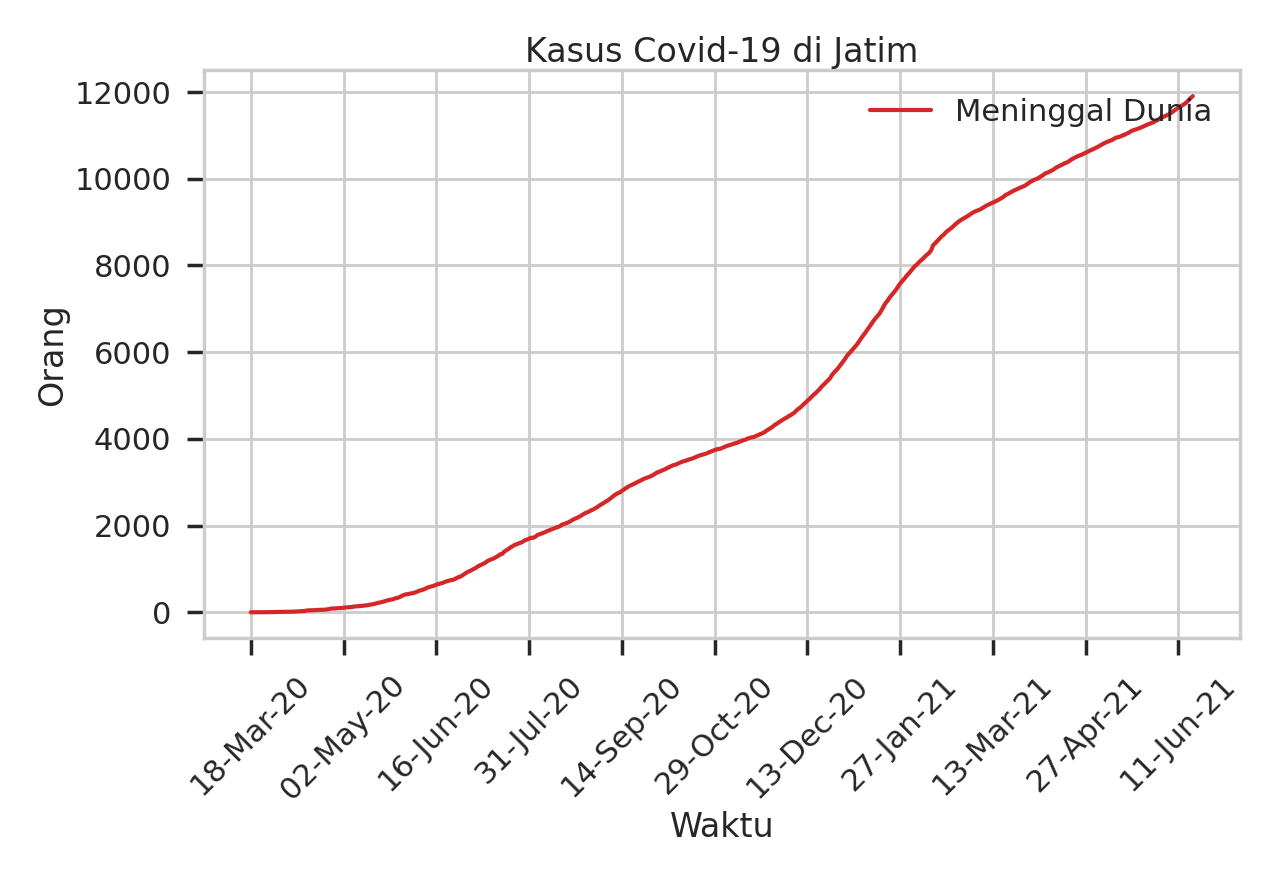 Kasus Covid-19 di Jatim
Meninggal Dunia
Orang
12000
10000
8000
6000
4000
2000
0
18-Mar-20
02-May-20
16-Jun-20
31-Jul-20
14-Sep-20
29-Oct-20
13-Dec-20
27-Jan-21
13-Mar-21
27-Apr-21
11-Jun-21
Waktu